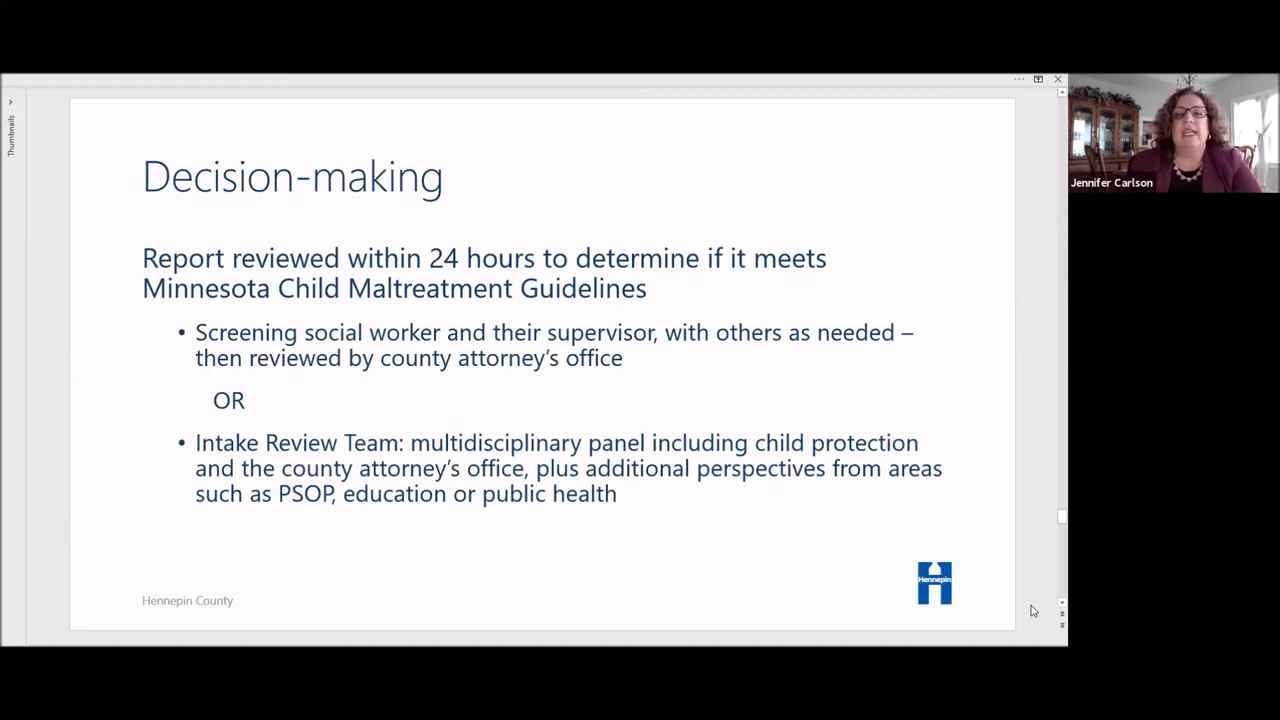 Decision-making
Report reviewed within 24 hours to determine if it meets
Minnesota Child Maltreatment Guidelines
• Screening social worker and their supervisor, with others as needed –
then reviewed by county attorney's office
OR
• Intake Review Team: multidisciplinary panel including child protection
and the county attorney's office, plus additional perspectives from areas
such as PSOP, education or public health
Hennepin County
Hennepin
Thumbnails
Jennifer Carlson